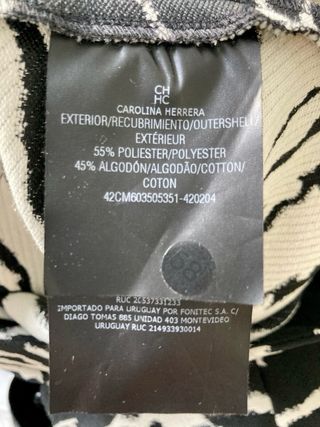 CH
HC
CAROLINA HERRERA
EXTERIOR/RECUBRIMIENTO/OUTERSHELL/
EXTÉRIEUR
55% POLIESTER/POLYESTER
45% ALGODÓN/ALGODÃO/COTTON/
COTON
42CM603505351-420204
RUC
IMPORTADO PARA URUGUAY POR FONITEC S.A. C/
DIAGO TOMAS 885 UNIDAD 403 MONTEVIDEO
URUGUAY RUC 214933930014